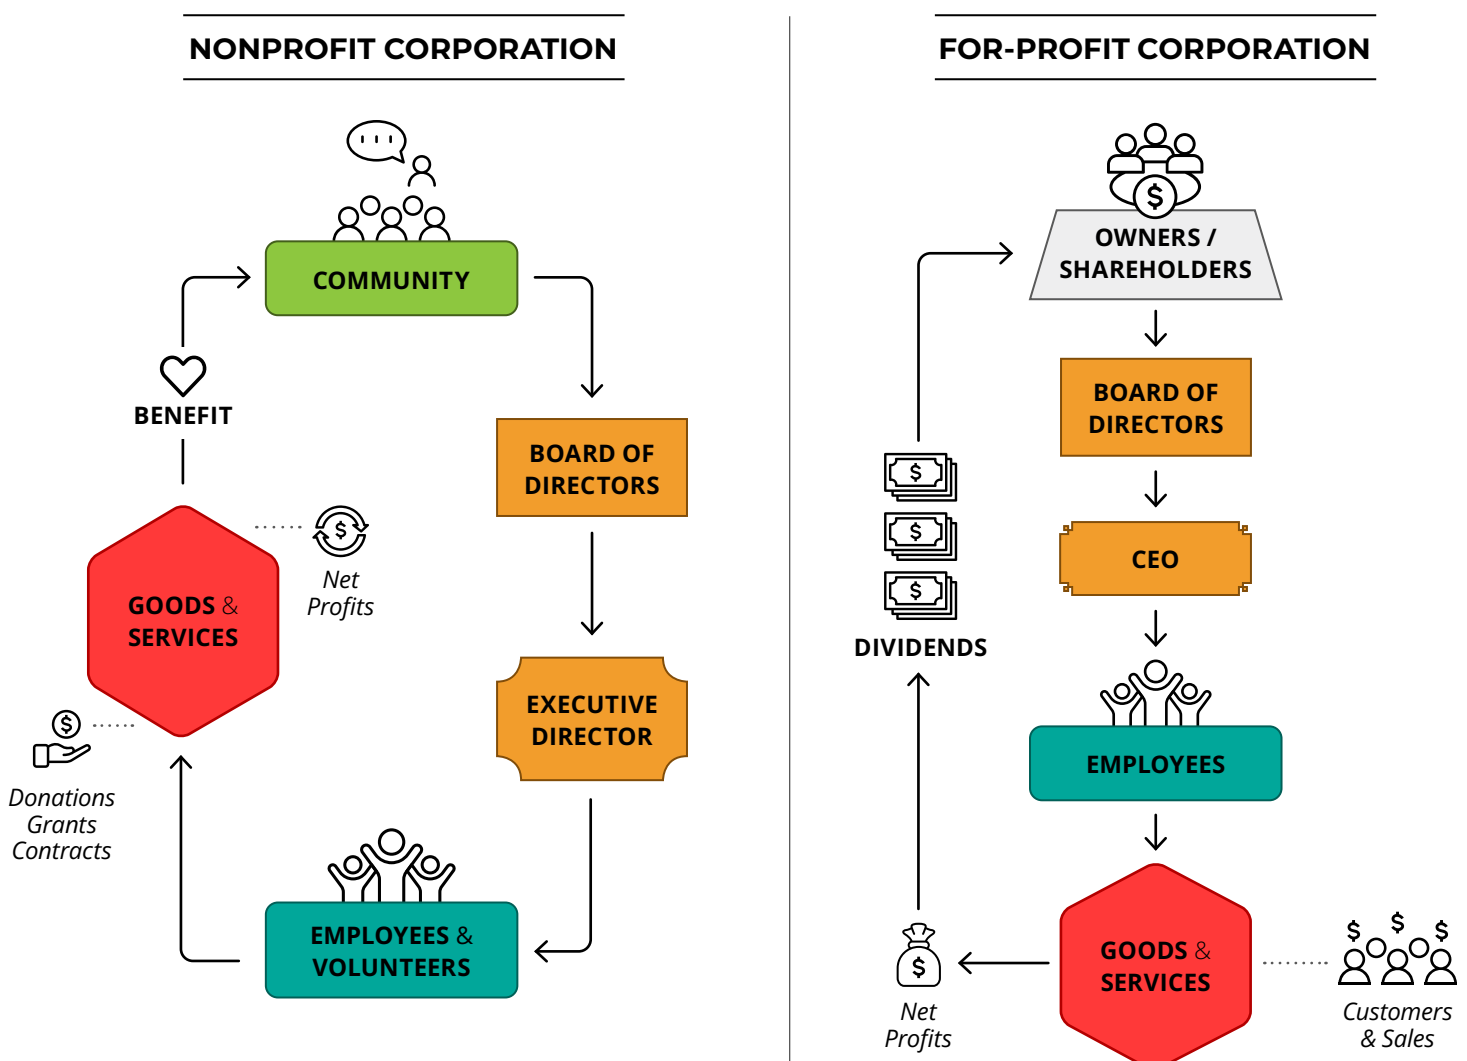 NONPROFIT CORPORATION
COMMUNITY
BENEFIT
BOARD OF
DIRECTORS
$
Net
Profits
GOODS &
SERVICES
EXECUTIVE
DIRECTOR
$
Donations
Grants
Contracts
EMPLOYEES &
VOLUNTEERS
FOR-PROFIT CORPORATION
$
OWNERS /
SHAREHOLDERS
BOARD OF
DIRECTORS
$
$
$
DIVIDENDS
CEO
EMPLOYEES
GOODS &
SERVICES
$
Net
Profits
$ $ $
Customers
& Sales